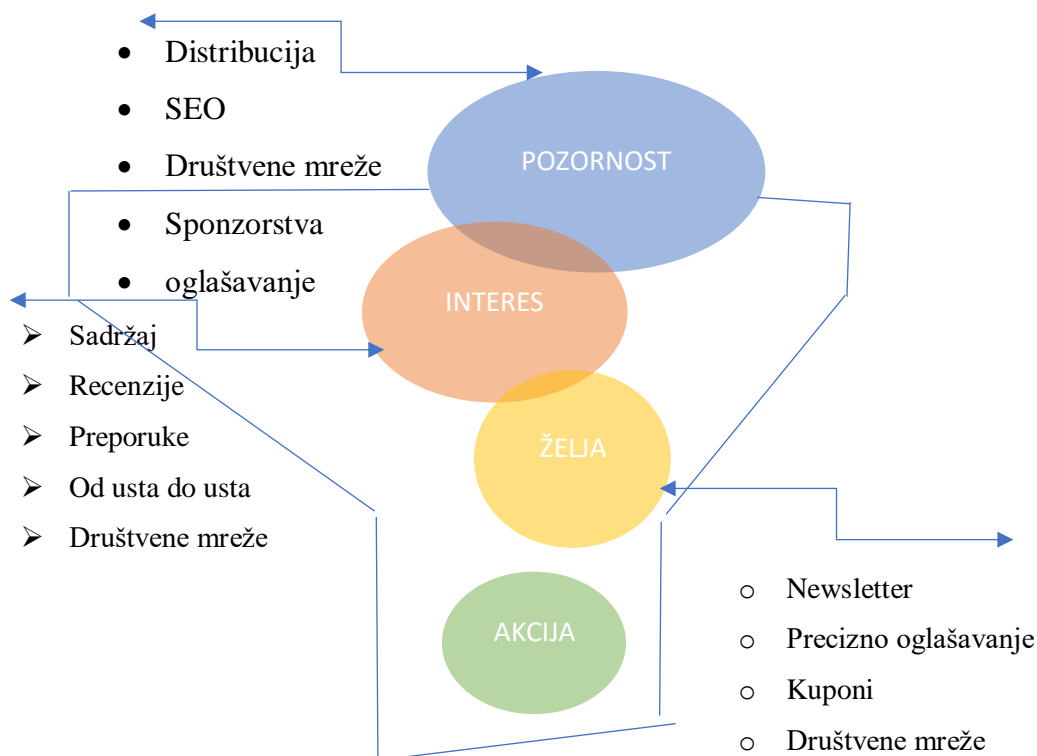 • Distribucija
• SEO
• Društvene mreže
• Sponzorstva
• oglašavanje
POZORNOST
INTERES
➢ Sadržaj
➢ Recenzije
➢ Preporuke
➢ Od usta do usta
➢ Društvene mreže
ŽELJA
AKCIJA
o Newsletter
o Precizno oglašavanje
o Kuponi
o Društvene mreže